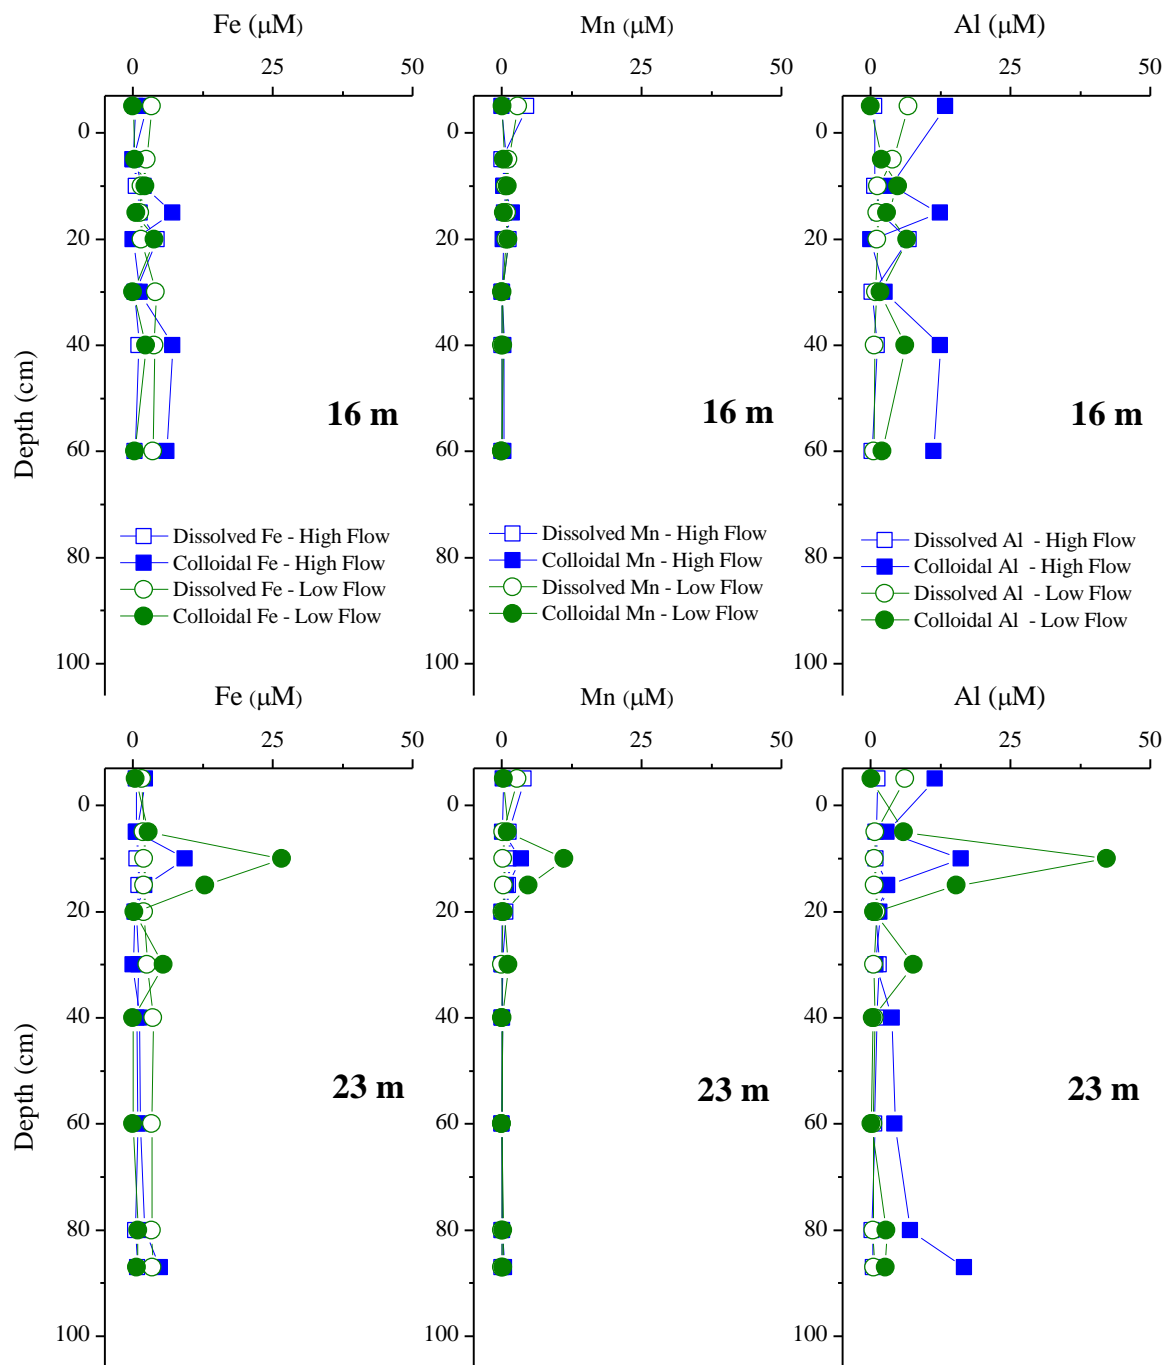 Fe (μM) Mn (μM) Al (μM)
0 25 50 0 25 50 0 25 50
0 0 0
20 20 20
40 40 40
Depth (cm)
16 m 16 m 16 m
60 60 60
Dissolved Fe - High Flow
Colloidal Fe - High Flow
Dissolved Fe - Low Flow
Colloidal Fe - Low Flow
Dissolved Mn - High Flow
Colloidal Mn - High Flow
Dissolved Mn - Low Flow
Colloidal Mn - Low Flow
Dissolved Al - High Flow
Colloidal Al - High Flow
Dissolved Al - Low Flow
Colloidal Al - Low Flow
80 80 80
100 100 100
Fe (μM) Mn (μM) Al (μM)
0 25 50 0 25 50 0 25 50
0 0 0
20 20 20
40 40 40
Depth (cm)
23 m 23 m 23 m
60 60 60
80 80 80
100 100 100